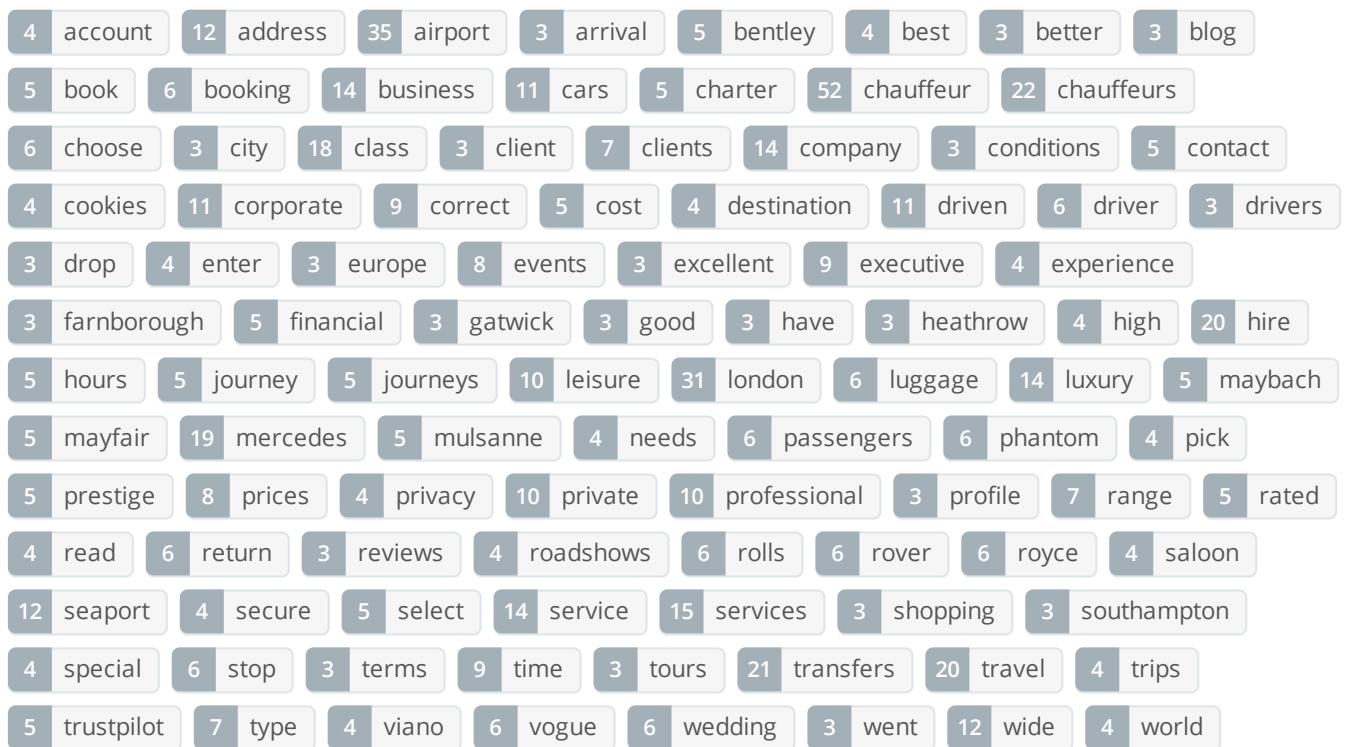 4 account 12 address 35 airport 3 arrival 5 bentley 4 best 3 better 3 blog
5 book 6 booking 14 business 11 cars 5 charter 52 chauffeur 22 chauffeurs
6 choose 3 city 18 class 3 client 7 clients 14 company 3 conditions 5 contact
4 cookies 11 corporate 9 correct 5 cost 4 destination 11 driven 6 driver 3 drivers
3 drop 4 enter 3 europe 8 events 3 excellent 9 executive 4 experience
3 farnborough 5 financial 3 gatwick 3 good 3 have 3 heathrow 4 high 20 hire
5 hours 5 journey 5 journeys 10 leisure 31 london 6 luggage 14 luxury 5 maybach
5 mayfair 19 mercedes 5 mulsanne 4 needs 6 passengers 6 phantom 4 pick
5 prestige 8 prices 4 privacy 10 private 10 professional 3 profile 7 range 5 rated
4 read 6 return 3 reviews 4 roadshows 6 rolls 6 rover 6 royce 4 saloon
12 seaport 4 secure 5 select 14 service 15 services 3 shopping 3 southampton
4 special 6 stop 3 terms 9 time 3 tours 21 transfers 20 travel 4 trips
5 trustpilot 7 type 4 viano 6 vogue 6 wedding 3 went 12 wide 4 world